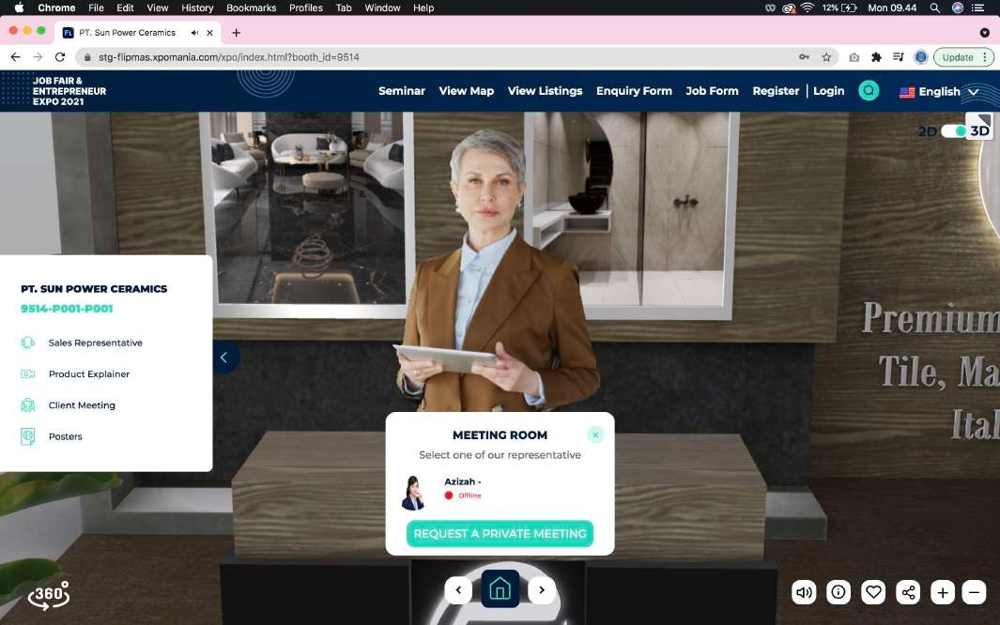 Chrome File Edit View History Bookmarks Profiles Tab Window Help 12% Mon 09.44
FL PT. Sun Power Ceramics
stg-flipmas.xpomania.com/xpo/index.html?booth_id=9514 Update
JOB FAIR &
ENTREPRENEUR
EXPO 2021
Seminar View Map View Listings Enquiry Form Job Form Register | Login English
2D 3D
PT. SUN POWER CERAMICS
9514-P001-P001
Sales Representative
Product Explainer
Client Meeting
Posters
Premium
Tile, Ma
Ital
MEETING ROOM
Select one of our representative
Azizah -
Offline
REQUEST A PRIVATE MEETING
360°